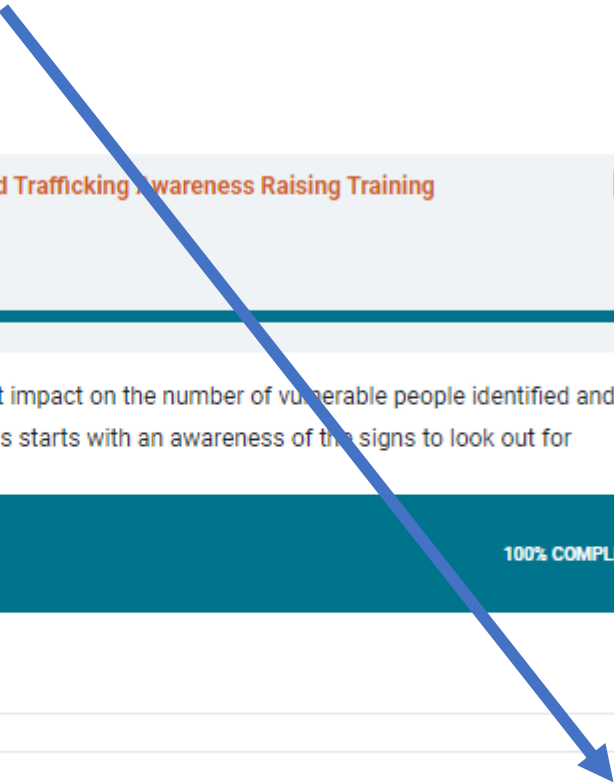 d Trafficking Awareness Raising Training
t impact on the number of vulnerable people identified and
s starts with an awareness of the signs to look out for
100% COMPL